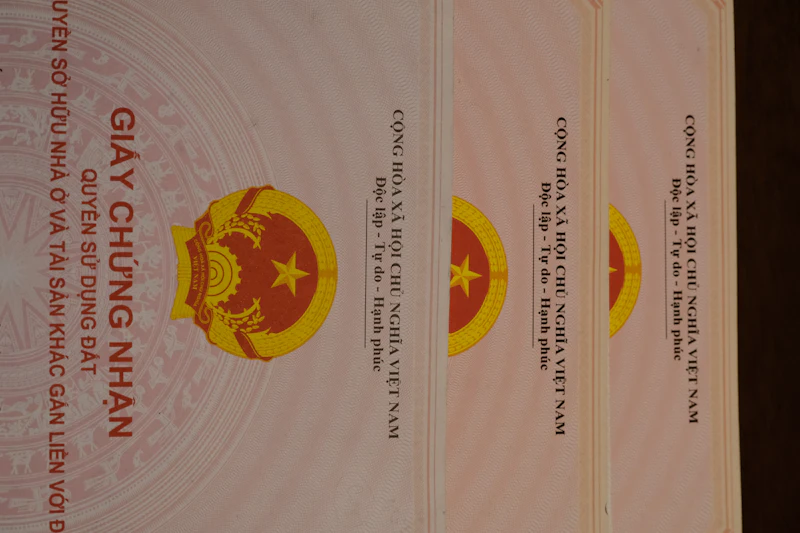 CỘNG HÒA XÃ HỘI CHỦ NGHĨA VIỆT NAM
Độc lập - Tự do - Hạnh phúc
GIẤY CHỨNG NHẬN
QUYỀN SỬ DỤNG ĐẤT
UYỀN SỞ HỮU NHÀ Ở VÀ TÀI SẢN KHÁC GẮN LIỀN VỚI Đ
CỘNG HÒA XÃ HỘI CHỦ NGHĨA VIỆT NAM
Độc lập - Tự do - Hạnh phúc
CỘNG HÒA XÃ HỘI CHỦ NGHĨA VIỆT NAM
Độc lập - Tự do - Hạnh phúc